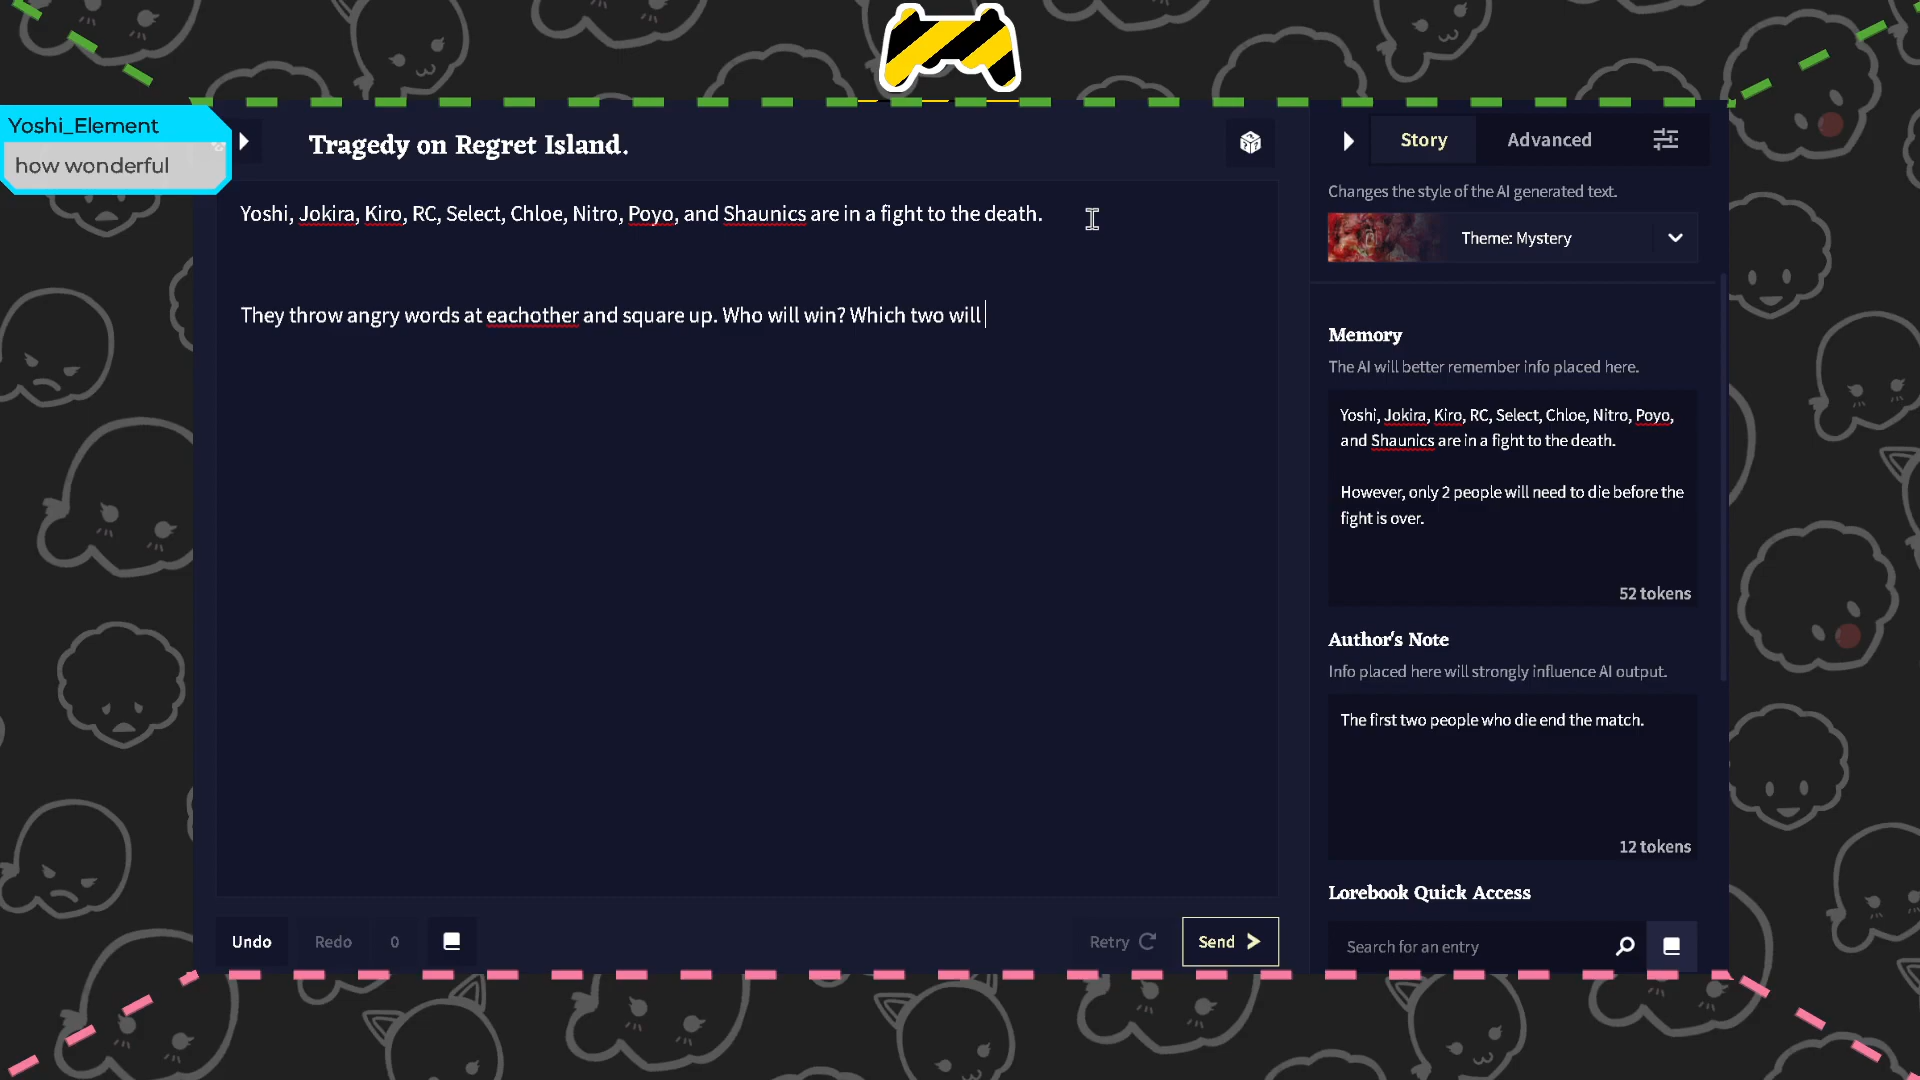 Yoshi_Element
how wonderful
Tragedy on Regret Island.
Yoshi, Jokira, Kiro, RC, Select, Chloe, Nitro, Poyo, and Shaunics are in a fight to the death.
They throw angry words at eachother and square up. Who will win? Which two will
Undo
Redo
0
Retry
Send
Story
Advanced
Changes the style of the AI generated text.
Theme: Mystery
Memory
The AI will better remember info placed here.
Yoshi, Jokira, Kiro, RC, Select, Chloe, Nitro, Poyo,
and Shaunics are in a fight to the death.
However, only 2 people will need to die before the
fight is over.
52 tokens
Author's Note
Info placed here will strongly influence AI output.
The first two people who die end the match.
12 tokens
Lorebook Quick Access
Search for an entry